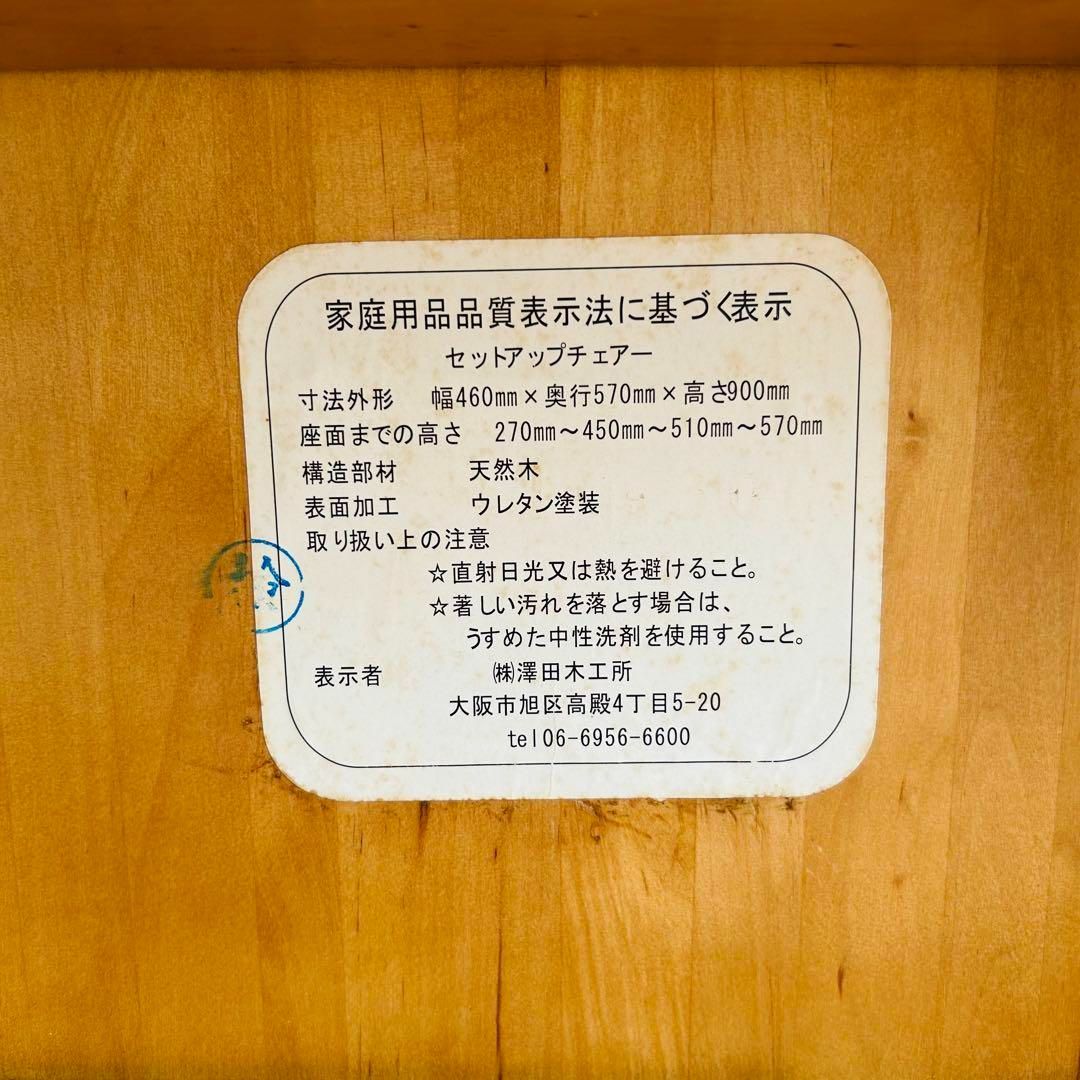 家庭用品品質表示法に基づく表示
セットアップチェアー
寸法外形 幅460mm×奥行570mm×高さ900mm
座面までの高さ 270mm～450mm～510mm～570mm
構造部材 天然木
表面加工 ウレタン塗装
取り扱い上の注意
☆直射日光又は熱を避けること。
☆著しい汚れを落とす場合は、
うすめた中性洗剤を使用すること。
表示者 ㈱澤田木工所
大阪市旭区高殿4丁目5-20
tel06-6956-6600